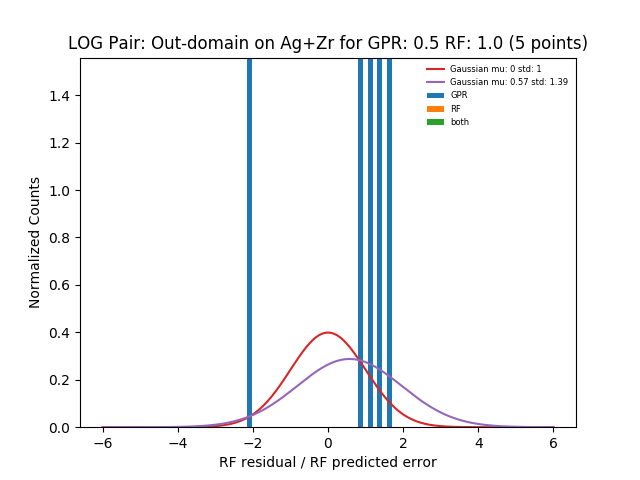 LOG Pair: Out-domain on Ag+Zr for GPR: 0.5 RF: 1.0 (5 points)
Gaussian mu: 0 std: 1
Gaussian mu: 0.57 std: 1.39
GPR
RF
both
Normalized Counts
1.4
1.2
1.0
0.8
0.6
0.4
0.2
0.0
−6 −4 −2 0 2 4 6
RF residual / RF predicted error